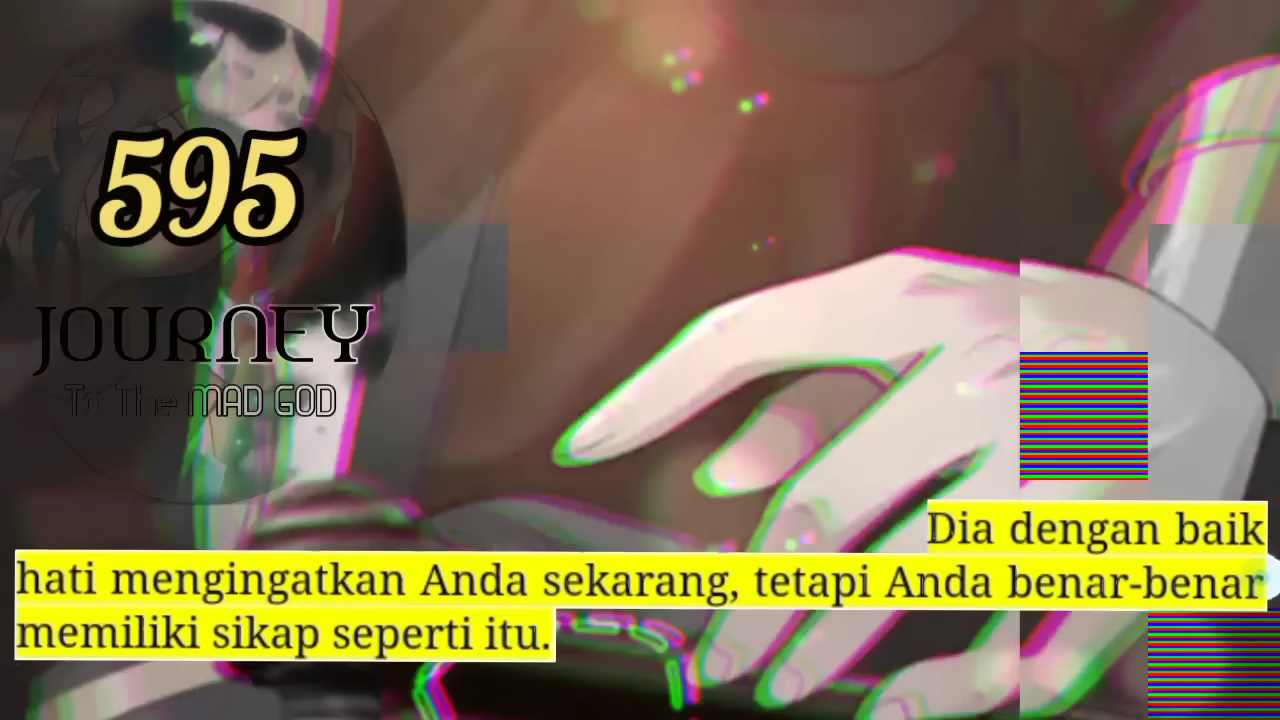 595
JOURNEY
To The MAD GOD
Dia dengan baik
hati mengingatkan Anda sekarang, tetapi Anda benar-benar
memiliki sikap seperti itu.